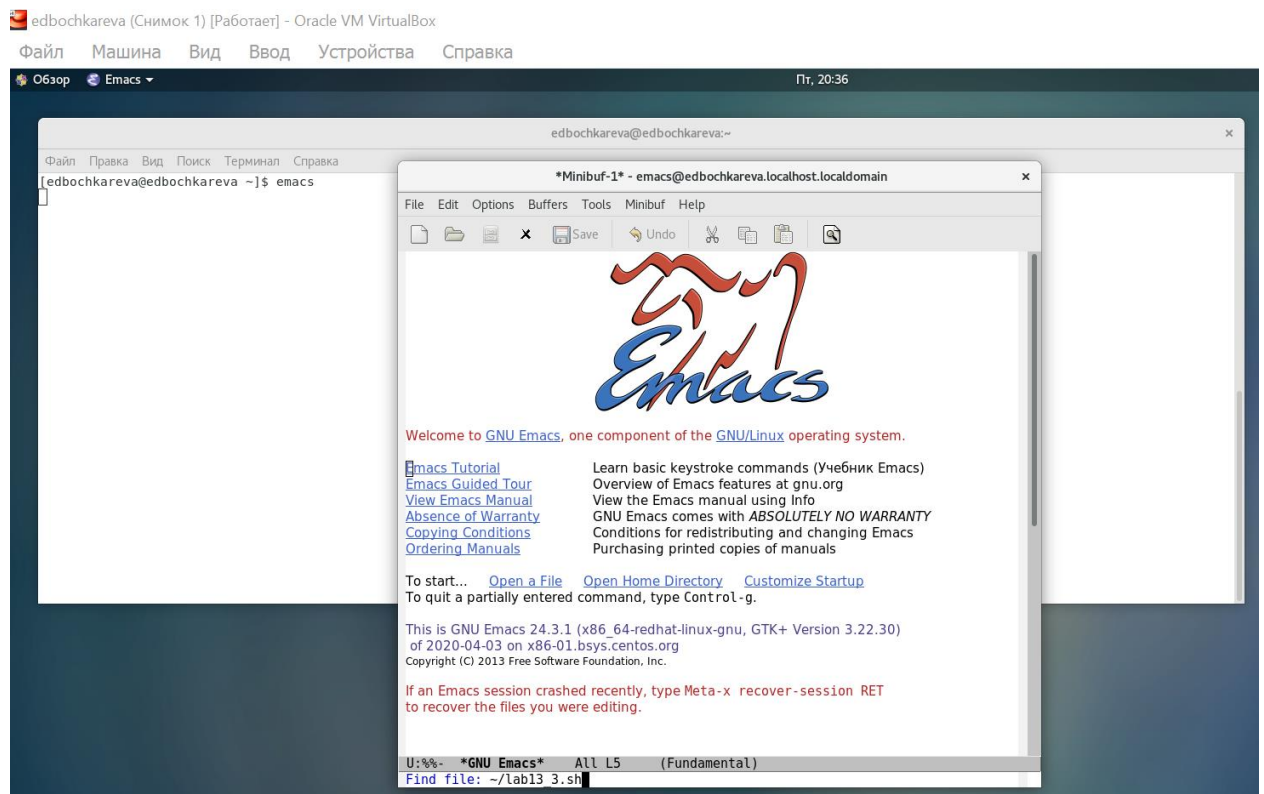 edbochkareva (Снимок 1) [Работает] - Oracle VM VirtualBox
Файл Машина Вид Ввод Устройства Справка
Обзор Emacs Пт, 20:36
edbochkareva@edbochkareva:~ ×
Файл Правка Вид Поиск Терминал Справка
[edbochkareva@edbochkareva ~]$ emacs
*Minibuf-1* - emacs@edbochkareva.localhost.localdomain ×
File Edit Options Buffers Tools Minibuf Help
Save Undo
Emacs
Welcome to GNU Emacs, one component of the GNU/Linux operating system.
Emacs Tutorial Learn basic keystroke commands (Учебник Emacs)
Emacs Guided Tour Overview of Emacs features at gnu.org
View Emacs Manual View the Emacs manual using Info
Absence of Warranty GNU Emacs comes with ABSOLUTELY NO WARRANTY
Copying Conditions Conditions for redistributing and changing Emacs
Ordering Manuals Purchasing printed copies of manuals
To start... Open a File Open Home Directory Customize Startup
To quit a partially entered command, type Control-g.
This is GNU Emacs 24.3.1 (x86_64-redhat-linux-gnu, GTK+ Version 3.22.30)
of 2020-04-03 on x86-01.bsys.centos.org
Copyright (C) 2013 Free Software Foundation, Inc.
If an Emacs session crashed recently, type Meta-x recover-session RET
to recover the files you were editing.
U:%%- *GNU Emacs* All L5 (Fundamental)
Find file: ~/lab13_3.sh